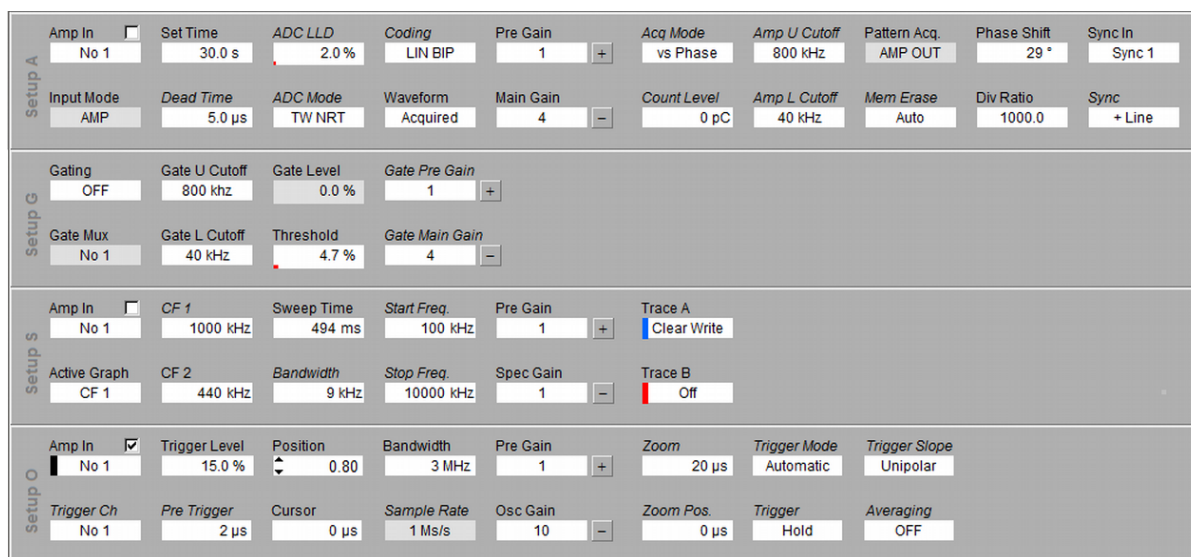 Setup A
Amp In Set Time ADC LLD Coding Pre Gain Acq Mode Amp U Cutoff Pattern Acq. Phase Shift Sync In
No 1 30.0 s 2.0 % LIN BIP 1 + vs Phase 800 kHz AMP OUT 29 ° Sync 1
Input Mode Dead Time ADC Mode Waveform Main Gain Count Level Amp L Cutoff Mem Erase Div Ratio Sync
AMP 5.0 µs TW NRT Acquired 4 − 0 pC 40 kHz Auto 1000.0 + Line
Setup G
Gating Gate U Cutoff Gate Level Gate Pre Gain
OFF 800 khz 0.0 % 1 +
Gate Mux Gate L Cutoff Threshold Gate Main Gain
No 1 40 kHz 4.7 % 4 −
Setup S
Amp In CF 1 Sweep Time Start Freq. Pre Gain Trace A
No 1 1000 kHz 494 ms 100 kHz 1 + Clear Write
Active Graph CF 2 Bandwidth Stop Freq. Spec Gain Trace B
CF 1 440 kHz 9 kHz 10000 kHz 1 − Off
Setup O
Amp In Trigger Level Position Bandwidth Pre Gain Zoom Trigger Mode Trigger Slope
No 1 15.0 % 0.80 3 MHz 1 + 20 µs Automatic Unipolar
Trigger Ch Pre Trigger Cursor Sample Rate Osc Gain Zoom Pos. Trigger Averaging
No 1 2 µs 0 µs 1 Ms/s 10 − 0 µs Hold OFF